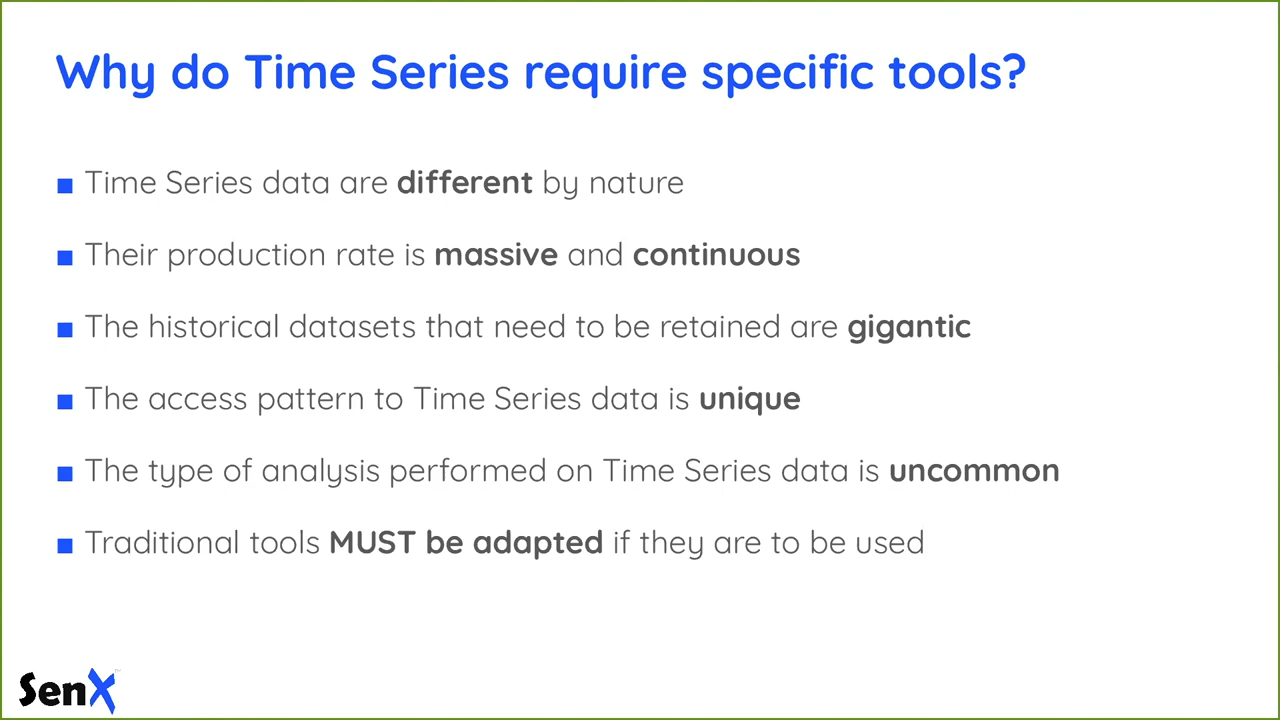 Why do Time Series require specific tools?
■ Time Series data are different by nature
■ Their production rate is massive and continuous
■ The historical datasets that need to be retained are gigantic
■ The access pattern to Time Series data is unique
■ The type of analysis performed on Time Series data is uncommon
■ Traditional tools MUST be adapted if they are to be used
SenX